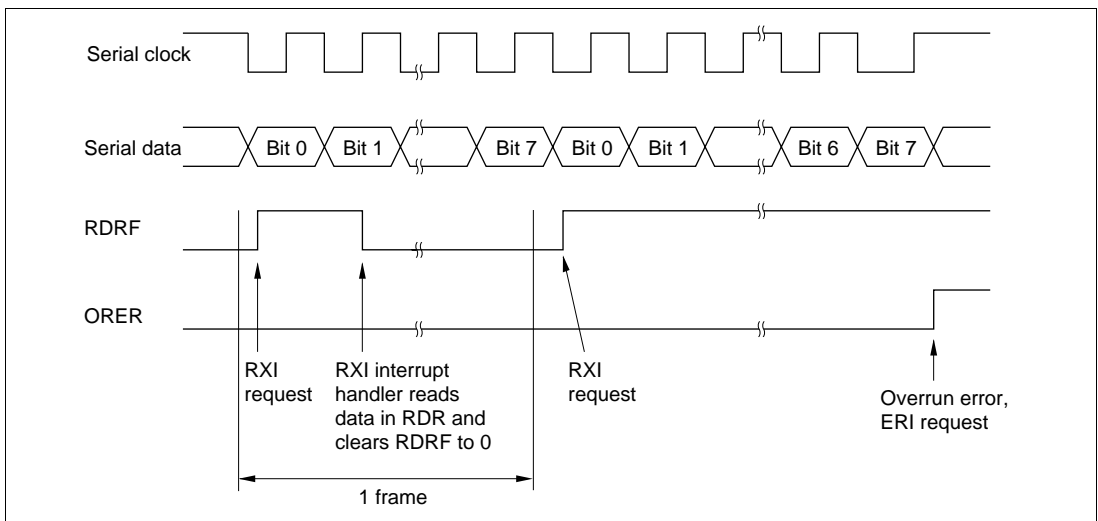 Serial clock
Serial data
Bit 0
Bit 1
Bit 7
Bit 0
Bit 1
Bit 6
Bit 7
RDRF
ORER
RXI
request
RXI interrupt
handler reads
data in RDR and
clears RDRF to 0
RXI
request
Overrun error,
ERI request
1 frame